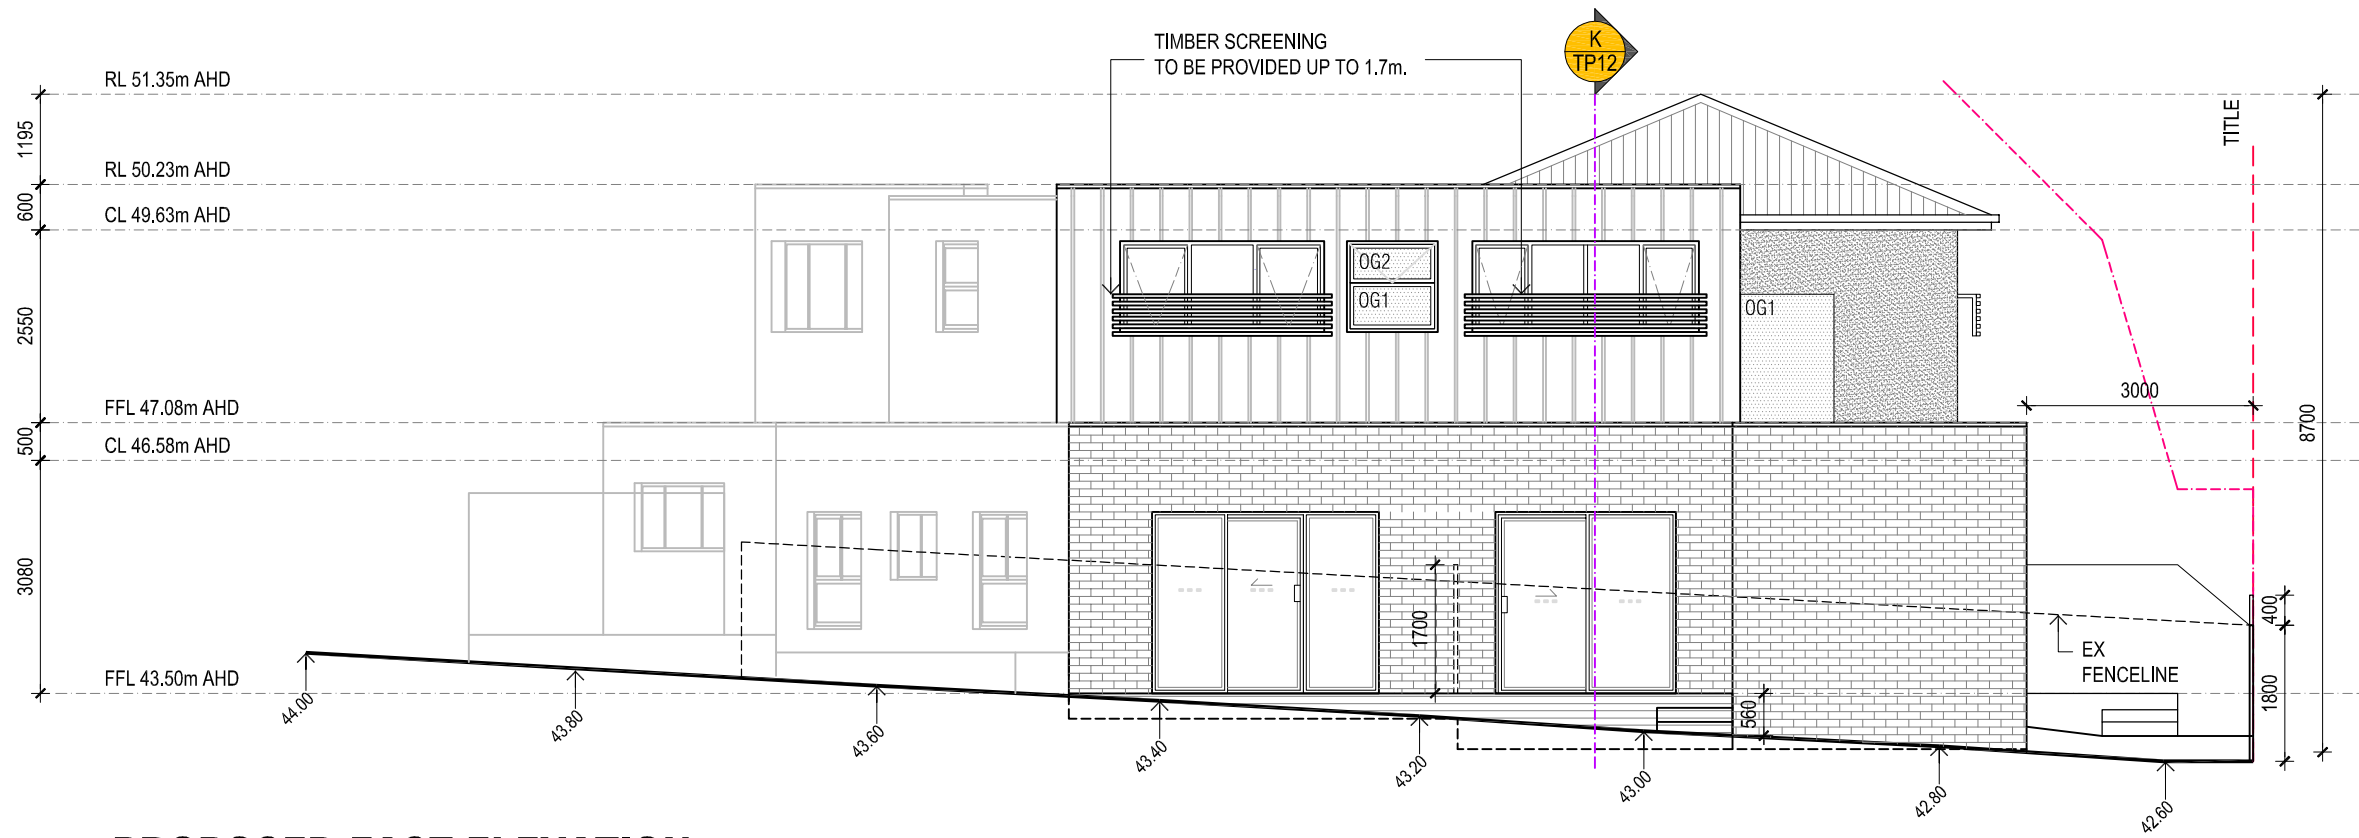 TIMBER SCREENING
TO BE PROVIDED UP TO 1.7m.
K
TP12
RL 51.35m AHD
1195
RL 50.23m AHD
600
CL 49.63m AHD
2550
FFL 47.08m AHD
500
CL 46.58m AHD
3080
FFL 43.50m AHD
OG2
OG1
OG1
TITLE
3000
8700
1700
560
400
1800
EX
FENCELINE
44.00
43.80
43.60
43.40
43.20
43.00
42.80
42.60
PROPOSED EAST ELEVATION